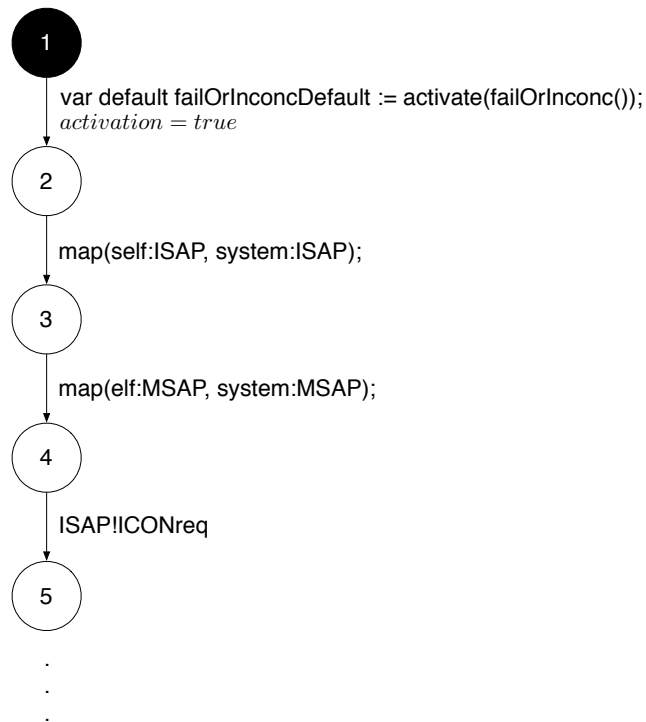 1
var default failOrInconcDefault := activate(failOrInconc());
activation = true
2
map(self:ISAP, system:ISAP);
3
map(elf:MSAP, system:MSAP);
4
ISAP!ICONreq
5
.
.
.